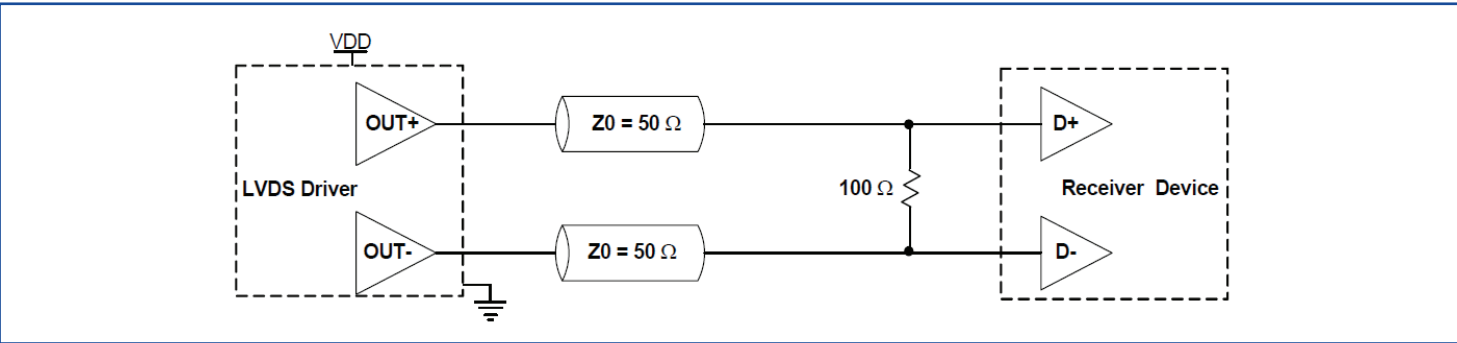 VDD
OUT+
Z0 = 50 Ω
D+
LVDS Driver
100 Ω
Receiver Device
OUT-
Z0 = 50 Ω
D-